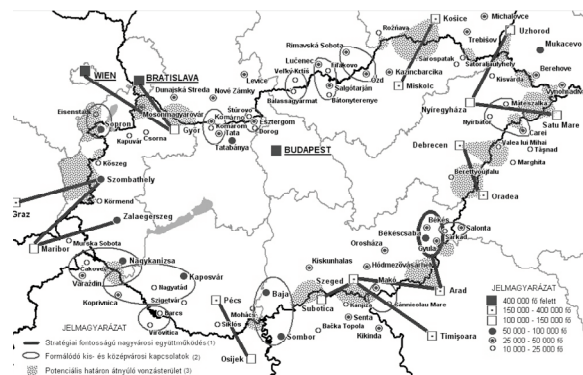 Košice
Michalovce
Uzhorod
Rožňava
Rimavská Sobota
Trebišov
Mukacevo
Lučenec
Sátoraljaújhely
WIEN
BRATISLAVA
Levice
Veľký Krtíš
Fiľakovo
Sárospatak
Kazincbarcika
Berehove
Dunajská Streda
Nové Zámky
Salgótarján
Ózd
Kisvárda
Vynohradiv
Eisenstadt
Mosonmagyaróvár
Balassagyarmat
Bátonyterenye
Miskolc
Mátészalka
Sopron
Štúrovo
Komárno
Esztergom
Nyíregyháza
Satu Mare
Győr
Komárom
Tata
Dorog
Nyírbátor
Carei
Kapuvár
Csorna
Tatabánya
Debrecen
Valea lui Mihai
BUDAPEST
Tăşnad
Kőszeg
Marghita
Szombathely
Berettyóújfalu
Körmend
Graz
Oradea
Zalaegerszeg
Békés
Salonta
Maribor
Békéscsaba
Sarkad
Murska Sobota
Orosháza
Gyula
Nagykanizsa
Kiskunhalas
Cakovec
Kaposvár
Hódmezővásárhely
Varaždin
Nagyatád
Pécs
Baja
Szeged
Makó
Arad
Koprivnica
Szigetvár
Mohács
Kanjiza
Sânnicolau Mare
Barcs
Siklós
Subotica
Senta
Virovitica
Bačka Topola
Kikinda
Timişoara
Osijek
Sombor
JELMAGYARÁZAT
Stratégiai fontosságú nagyvárosi együttműködés (1)
Formálódó kis- és középvárosi kapcsolatok (2)
Potenciális határon átnyúló vonzásterület (3)
JELMAGYARÁZAT
400 000 fő felett
150 000 - 400 000 fő
100 000 - 150 000 fő
50 000 - 100 000 fő
25 000 - 50 000 fő
10 000 - 25 000 fő